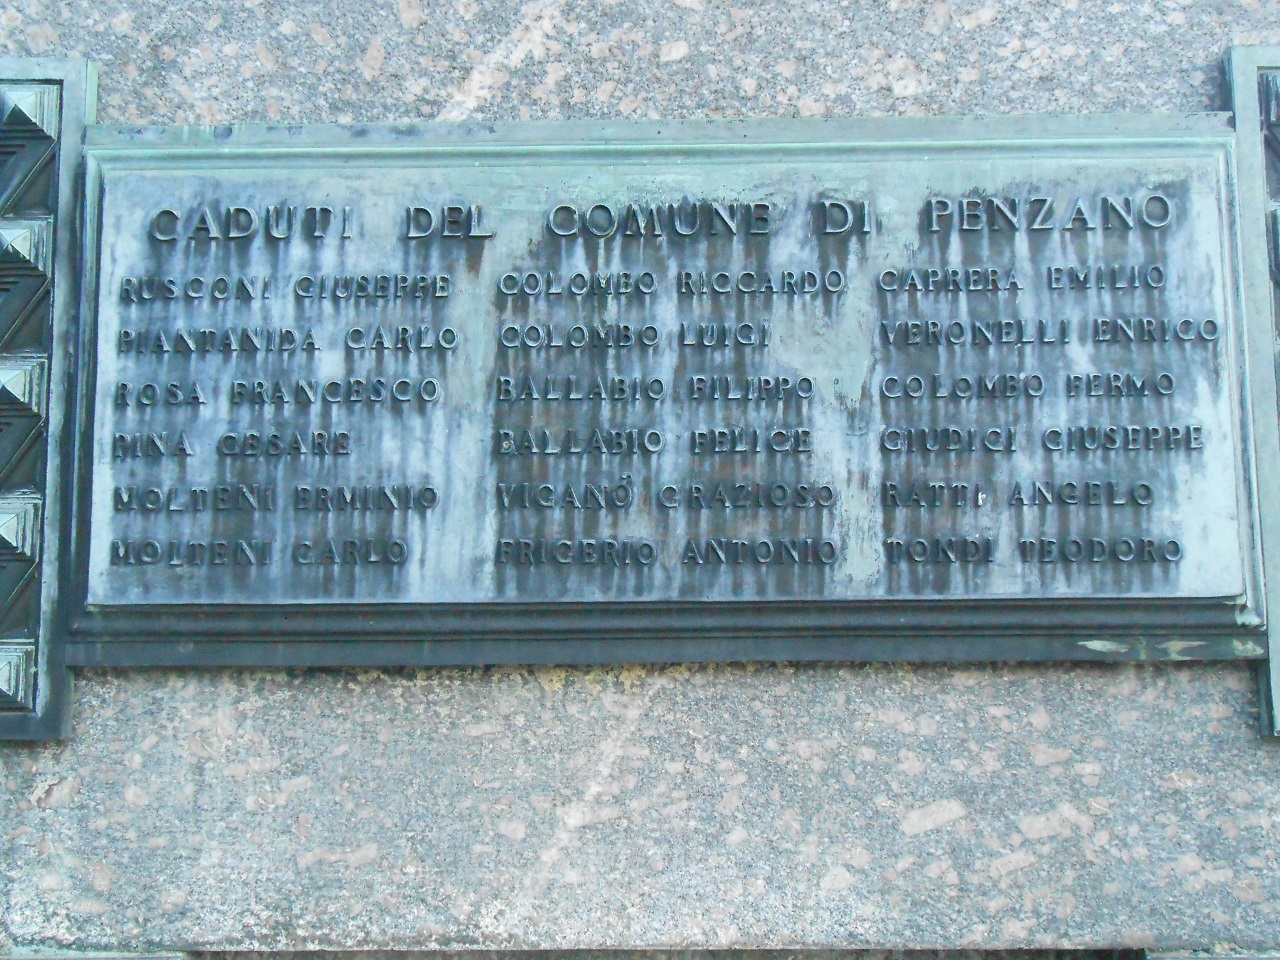 CADUTI DEL COMUNE DI PENZANO
RUSCONI GIUSEPPE COLOMBO RICCARDO CAPRERA EMILIO
PIANTANIDA CARLO COLOMBO LUIGI VERONELLI ENRICO
ROSA FRANCESCO BALLABIO FILIPPO COLOMBO FERMO
PINA CESARE BALLABIO FELICE GIUDICI GIUSEPPE
MOLTENI ERMINIO VIGANÒ GRAZIOSO RATTI ANGELO
MOLTENI CARLO FRIGERIO ANTONIO TONDI TEODORO